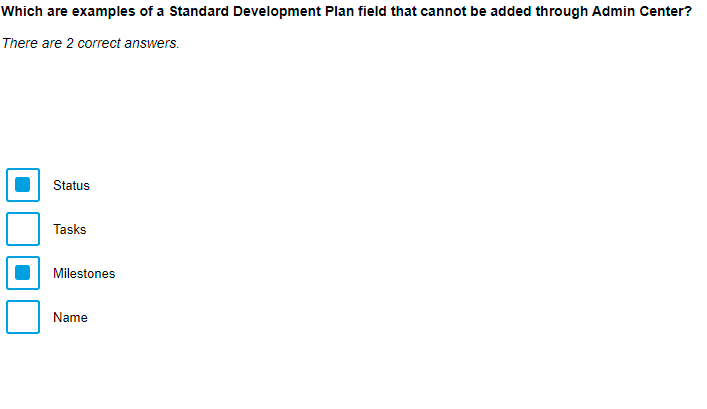 Which are examples of a Standard Development Plan field that cannot be added through Admin Center?
There are 2 correct answers.
Status
Tasks
Milestones
Name